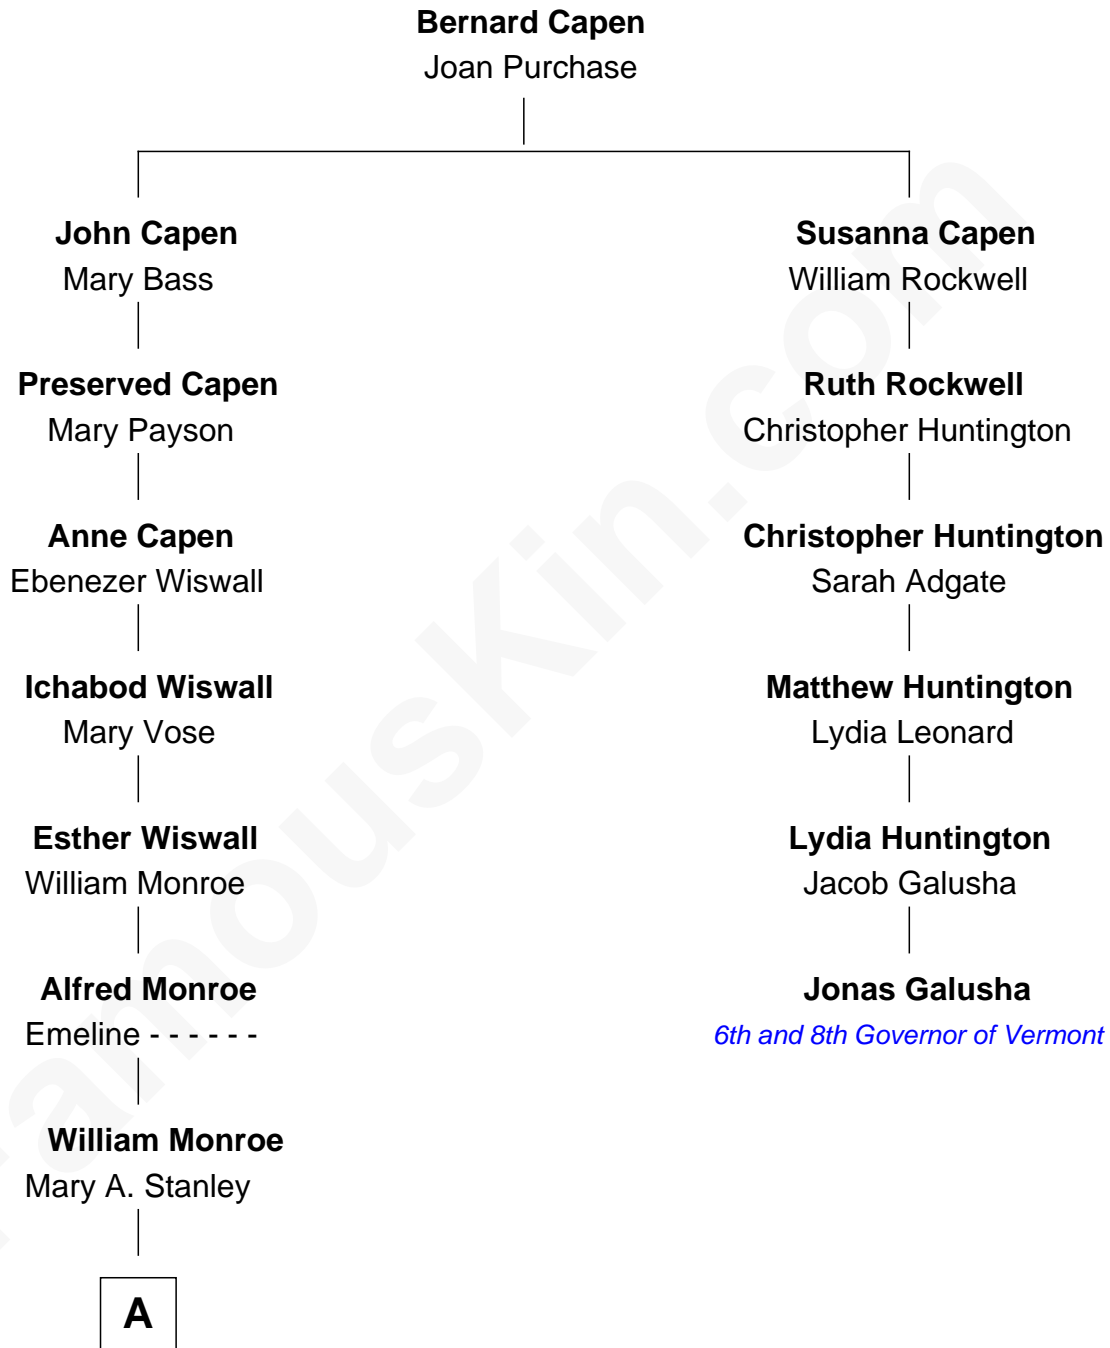 Bernard Capen
Joan Purchase
John Capen
Mary Bass
Susanna Capen
William Rockwell
Preserved Capen
Mary Payson
Ruth Rockwell
Christopher Huntington
Anne Capen
Ebenezer Wiswall
Christopher Huntington
Sarah Adgate
Ichabod Wiswall
Mary Vose
Matthew Huntington
Lydia Leonard
Esther Wiswall
William Monroe
Lydia Huntington
Jacob Galusha
Alfred Monroe
Emeline - - - - - -
Jonas Galusha
6th and 8th Governor of Vermont
William Monroe
Mary A. Stanley
A
FamousKin.com